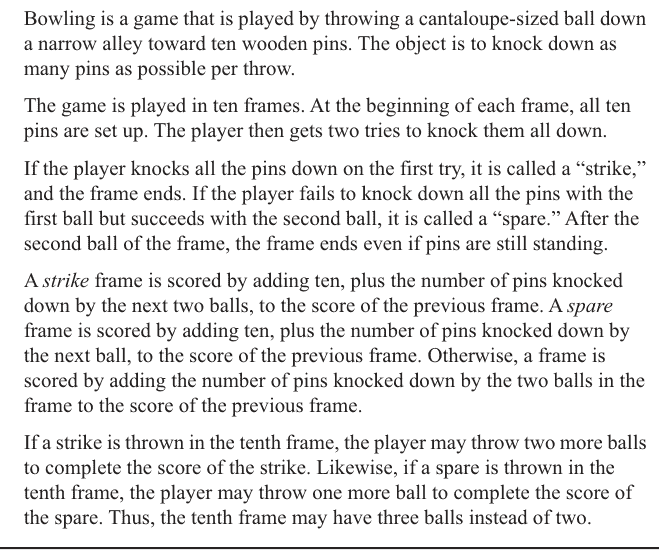 Bowling is a game that is played by throwing a cantaloupe-sized ball down
a narrow alley toward ten wooden pins. The object is to knock down as
many pins as possible per throw.
The game is played in ten frames. At the beginning of each frame, all ten
pins are set up. The player then gets two tries to knock them all down.
If the player knocks all the pins down on the first try, it is called a “strike,”
and the frame ends. If the player fails to knock down all the pins with the
first ball but succeeds with the second ball, it is called a “spare.” After the
second ball of the frame, the frame ends even if pins are still standing.
A strike frame is scored by adding ten, plus the number of pins knocked
down by the next two balls, to the score of the previous frame. A spare
frame is scored by adding ten, plus the number of pins knocked down by
the next ball, to the score of the previous frame. Otherwise, a frame is
scored by adding the number of pins knocked down by the two balls in the
frame to the score of the previous frame.
If a strike is thrown in the tenth frame, the player may throw two more balls
to complete the score of the strike. Likewise, if a spare is thrown in the
tenth frame, the player may throw one more ball to complete the score of
the spare. Thus, the tenth frame may have three balls instead of two.